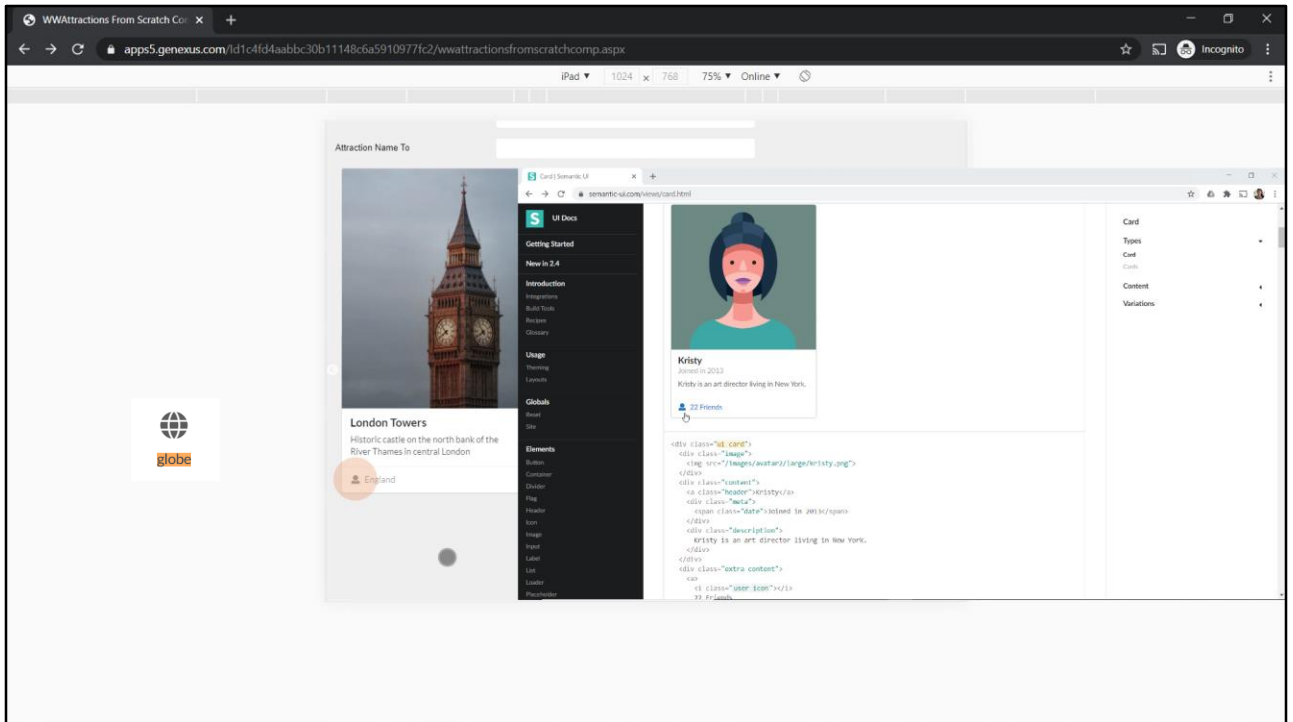 WWAttractions From Scratch Co
apps5.genexus.com/Id1c4fd4aabbc30b11148c6a5910977fc2/wwattractionsfromscratchcomp.aspx
Incognito
iPad ▼ 1024 x 768 75% ▼ Online ▼
Attraction Name To
London Towers
Historic castle on the north bank of the
River Thames in central London
England
globe
Card | Semantic UI
semantic-ui.com/views/card.html
S UI Docs
Getting Started
New in 2.4
Introduction
Integrations
Build Tools
Recipes
Glossary
Usage
Theming
Layouts
Globals
Reset
Site
Elements
Button
Container
Divider
Flag
Header
Icon
Image
Input
Label
List
Loader
Placeholder
Kristy
Joined in 2013
Kristy is an art director living in New York.
22 Friends
<div class="ui card">
<div class="image">
<img src="/images/avatar2/large/kristy.png">
</div>
<div class="content">
<a class="header">Kristy</a>
<div class="meta">
<span class="date">Joined in 2013</span>
</div>
<div class="description">
Kristy is an art director living in New York.
</div>
</div>
<div class="extra content">
<a>
<i class="user icon"></i>
22 Friends
Card
Types
Card
Cards
Content
Variations